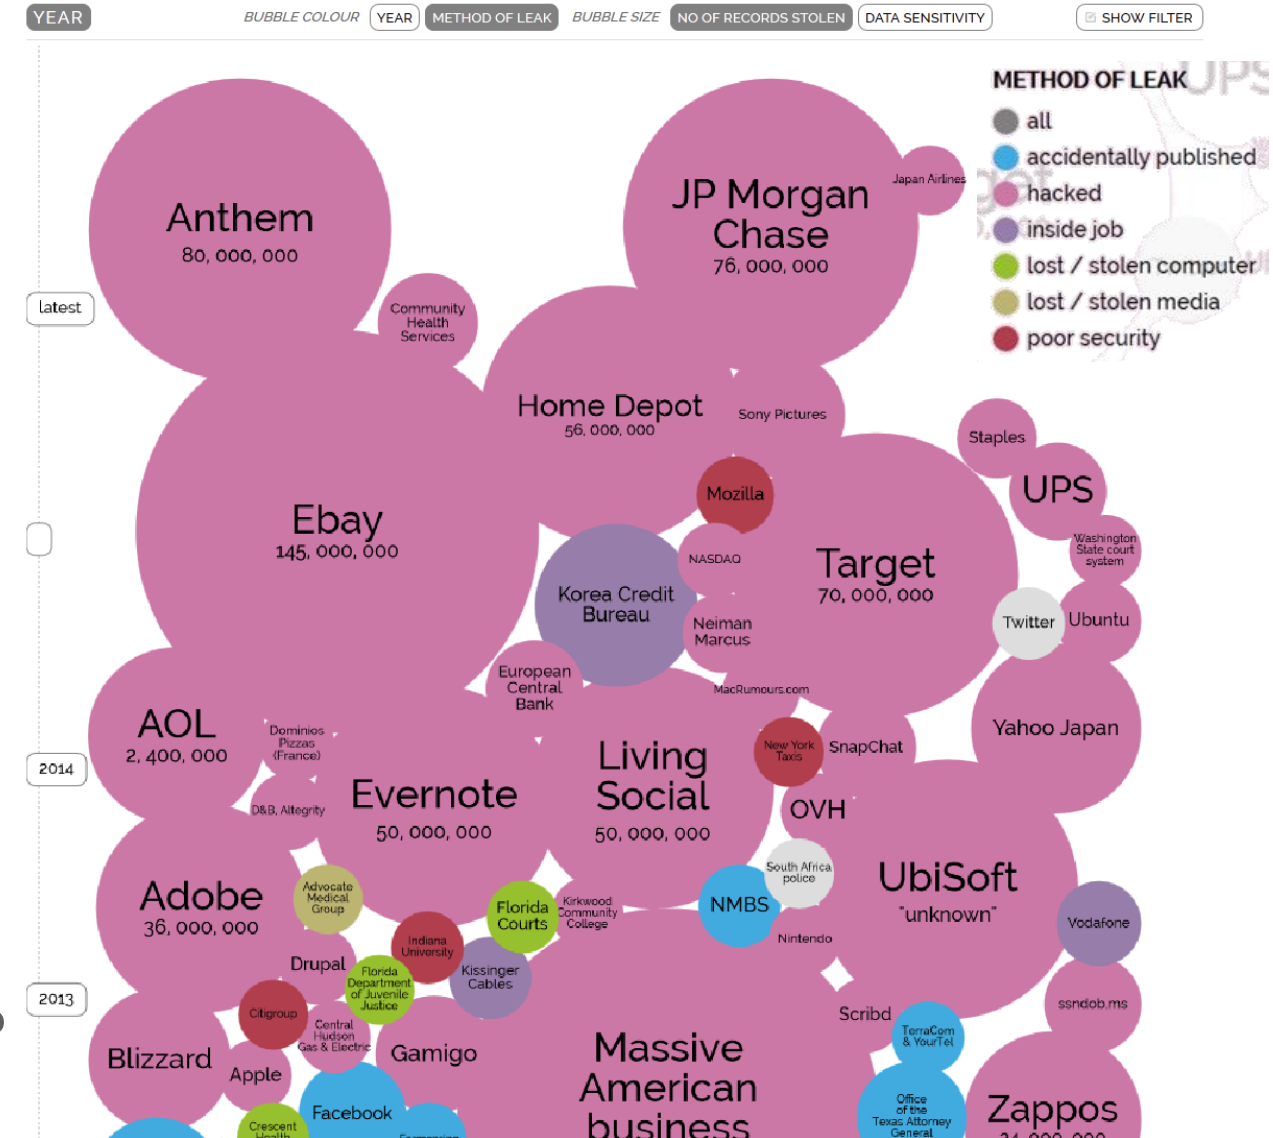 YEAR
BUBBLE COLOUR
YEAR
METHOD OF LEAK
BUBBLE SIZE
NO OF RECORDS STOLEN
DATA SENSITIVITY
SHOW FILTER
METHOD OF LEAK
all
accidentally published
hacked
inside job
lost / stolen computer
lost / stolen media
poor security
UPS
Anthem
80, 000, 000
JP Morgan
Chase
76, 000, 000
Japan Airlines
latest
Community
Health
Services
Home Depot
56, 000, 000
Sony Pictures
Staples
UPS
Mozilla
Ebay
145, 000, 000
NASDAQ
Target
70, 000, 000
Washington
State court
system
Korea Credit
Bureau
Neiman
Marcus
Twitter
Ubuntu
European
Central
Bank
MacRumours.com
AOL
2, 400, 000
Dominios
Pizzas
(France)
Living
Social
50, 000, 000
New York
Taxis
SnapChat
Yahoo Japan
2014
D&B, Altegrity
Evernote
50, 000, 000
OVH
South Africa
police
UbiSoft
"unknown"
Adobe
36, 000, 000
Advocate
Medical
Group
Florida
Courts
Kirkwood
Community
College
NMBS
Nintendo
Vodafone
Indiana
University
Drupal
Florida
Department
of Juvenile
Justice
Kissinger
Cables
2013
Citigroup
Central
Hudson
Gas & Electric
Scribd
ssndob.ms
TerraCom
& YourTel
Blizzard
Apple
Gamigo
Massive
American
business
Facebook
Crescent
Health
Office
of the
Texas Attorney
General
Zappos